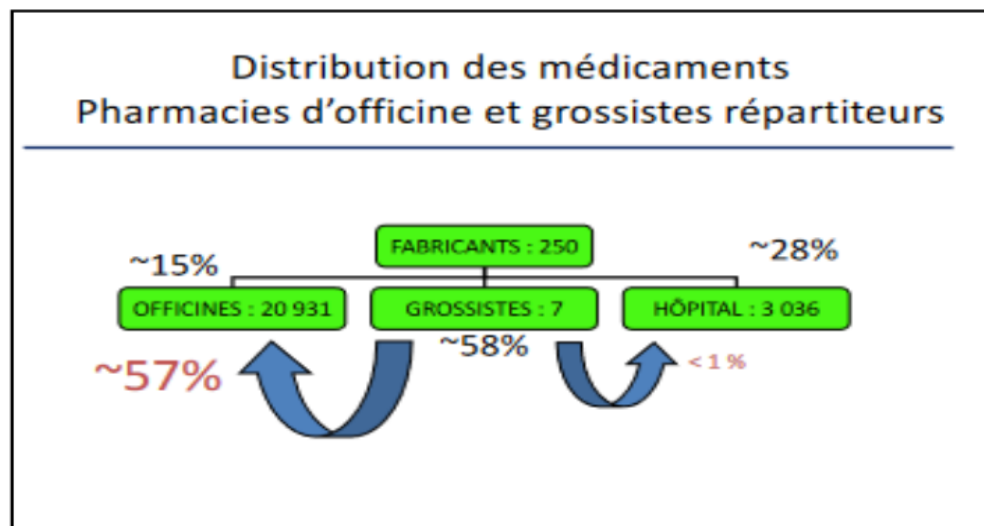 Distribution des médicaments
Pharmacies d'officine et grossistes répartiteurs
FABRICANTS : 250
~15%
~28%
OFFICINES : 20 931
GROSSISTES : 7
HÔPITAL : 3 036
~57%
~58%
< 1 %